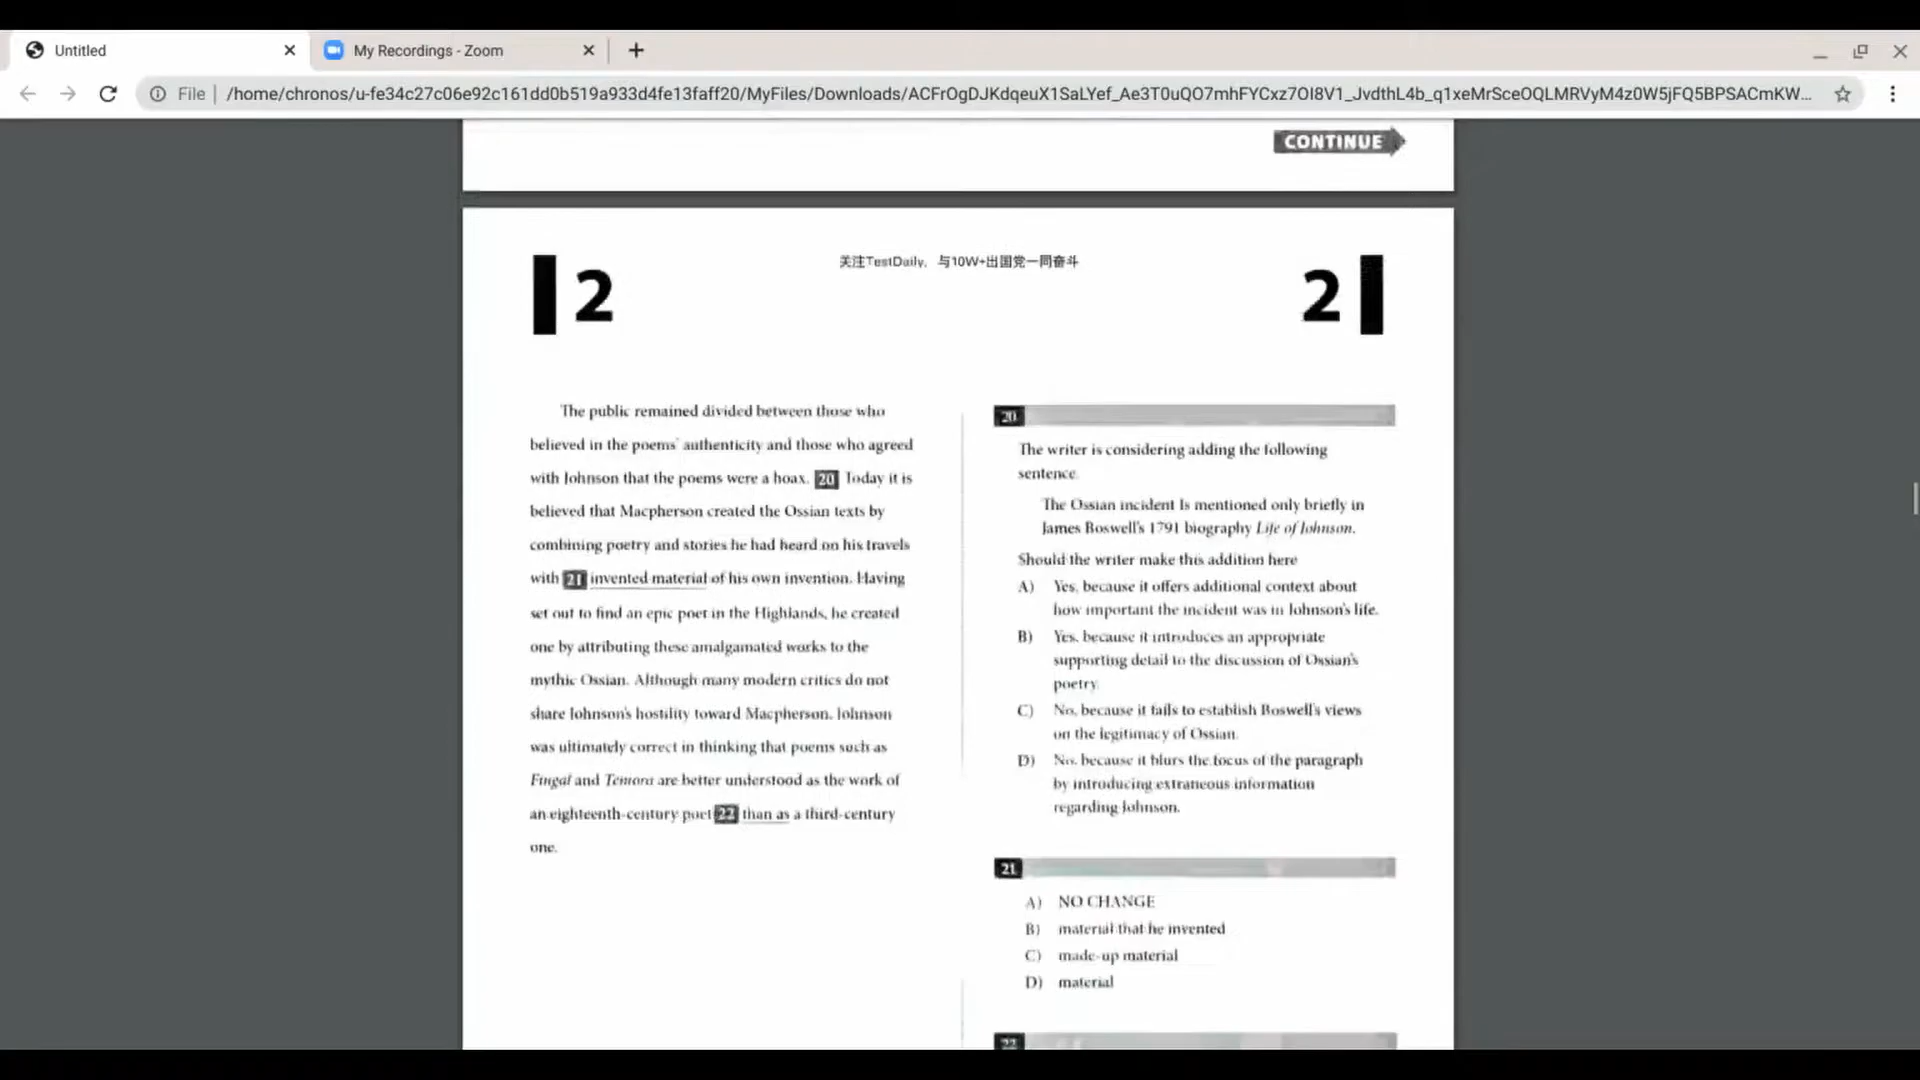 Untitled
My Recordings - Zoom
File | /home/chronos/u-fe34c27c06e92c161dd0b519a933d4fe13faff20/MyFiles/Downloads/ACFrOgDJKdqeuX1SaLYef_Ae3T0uQO7mhFYCxz7OI8V1_JvdthL4b_q1xeMrSceOQLMRVyM4z0W5jFQ5BPSACmKW...
CONTINUE
2
关注TestDaily，与10W+出国党一同奋斗
2
The public remained divided between those who
believed in the poems' authenticity and those who agreed
with Johnson that the poems were a hoax. 20 Today it is
believed that Macpherson created the Ossian texts by
combining poetry and stories he had heard on his travels
with 21 invented material of his own invention. Having
set out to find an epic poet in the Highlands, he created
one by attributing these amalgamated works to the
mythic Ossian. Although many modern critics do not
share Johnson's hostility toward Macpherson, Johnson
was ultimately correct in thinking that poems such as
Fingal and Temora are better understood as the work of
an eighteenth-century poet 22 than as a third-century
one.
20
The writer is considering adding the following
sentence.
The Ossian incident Is mentioned only briefly in
James Boswell's 1791 biography Life of Johnson.
Should the writer make this addition here
A) Yes, because it offers additional context about
how important the incident was in Johnson's life.
B) Yes, because it introduces an appropriate
supporting detail to the discussion of Ossian's
poetry.
C) No, because it fails to establish Boswell's views
on the legitimacy of Ossian.
D) No, because it blurs the focus of the paragraph
by introducing extraneous information
regarding Johnson.
21
A) NO CHANGE
B) material that he invented
C) made-up material
D) material
22